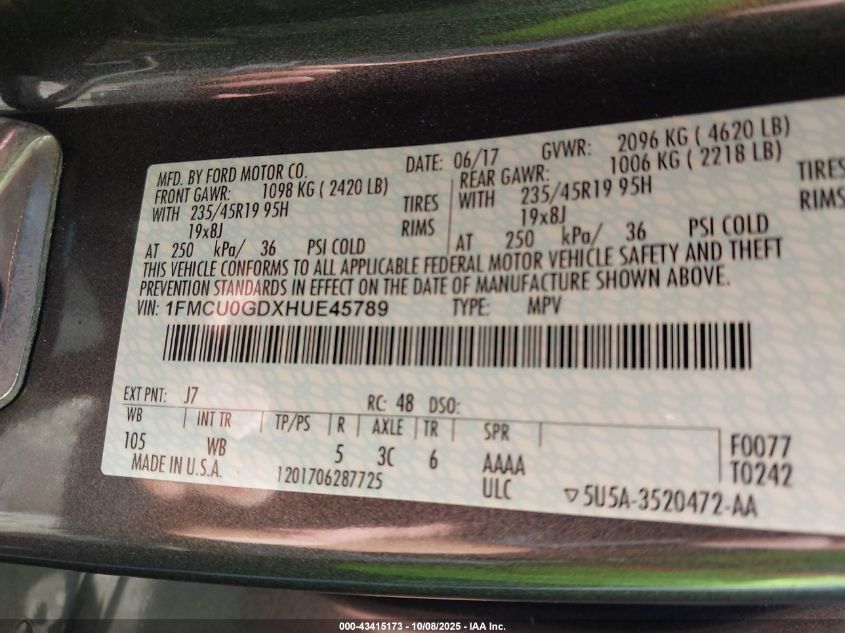 MFD. BY FORD MOTOR CO. DATE: 06/17 GVWR: 2096 KG ( 4620 LB)
FRONT GAWR: 1098 KG ( 2420 LB) REAR GAWR: 1006 KG ( 2218 LB)
WITH 235/45R19 95H TIRES WITH 235/45R19 95H TIRES
19x8J RIMS 19x8J RIMS
AT 250 kPa/ 36 PSI COLD AT 250 kPa/ 36 PSI COLD
THIS VEHICLE CONFORMS TO ALL APPLICABLE FEDERAL MOTOR VEHICLE SAFETY AND THEFT
PREVENTION STANDARDS IN EFFECT ON THE DATE OF MANUFACTURE SHOWN ABOVE.
VIN: 1FMCU0GDXHUE45789 TYPE: MPV
EXT PNT: J7 RC: 48 DSO:
WB INT TR TP/PS R AXLE TR SPR
105 WB 5 3C 6 AAAA F0077
MADE IN U.S.A. 1201706287725 ULC T0242
▽5U5A-3520472-AA
000-43415173 - 10/08/2025 - IAA Inc.